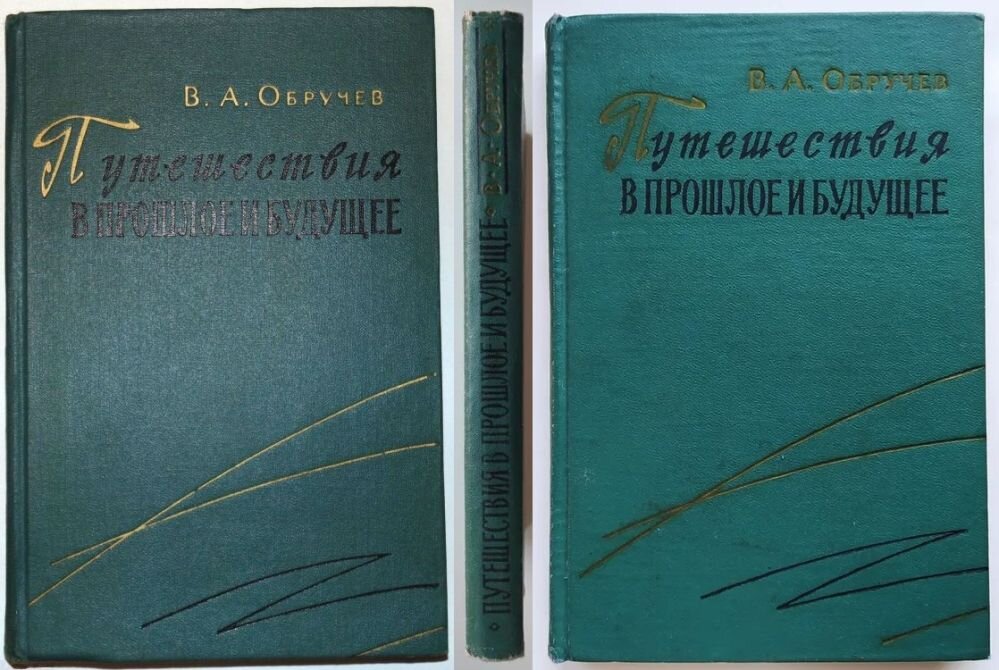 В. А. ОБРУЧЕВ
Путешествия
В ПРОШЛОЕ И БУДУЩЕЕ
ПУТЕШЕСТВИЯ В ПРОШЛОЕ И БУДУЩЕЕ • В. А. ОБРУЧЕВ
В. А. ОБРУЧЕВ
Путешествия
В ПРОШЛОЕ И БУДУЩЕЕ